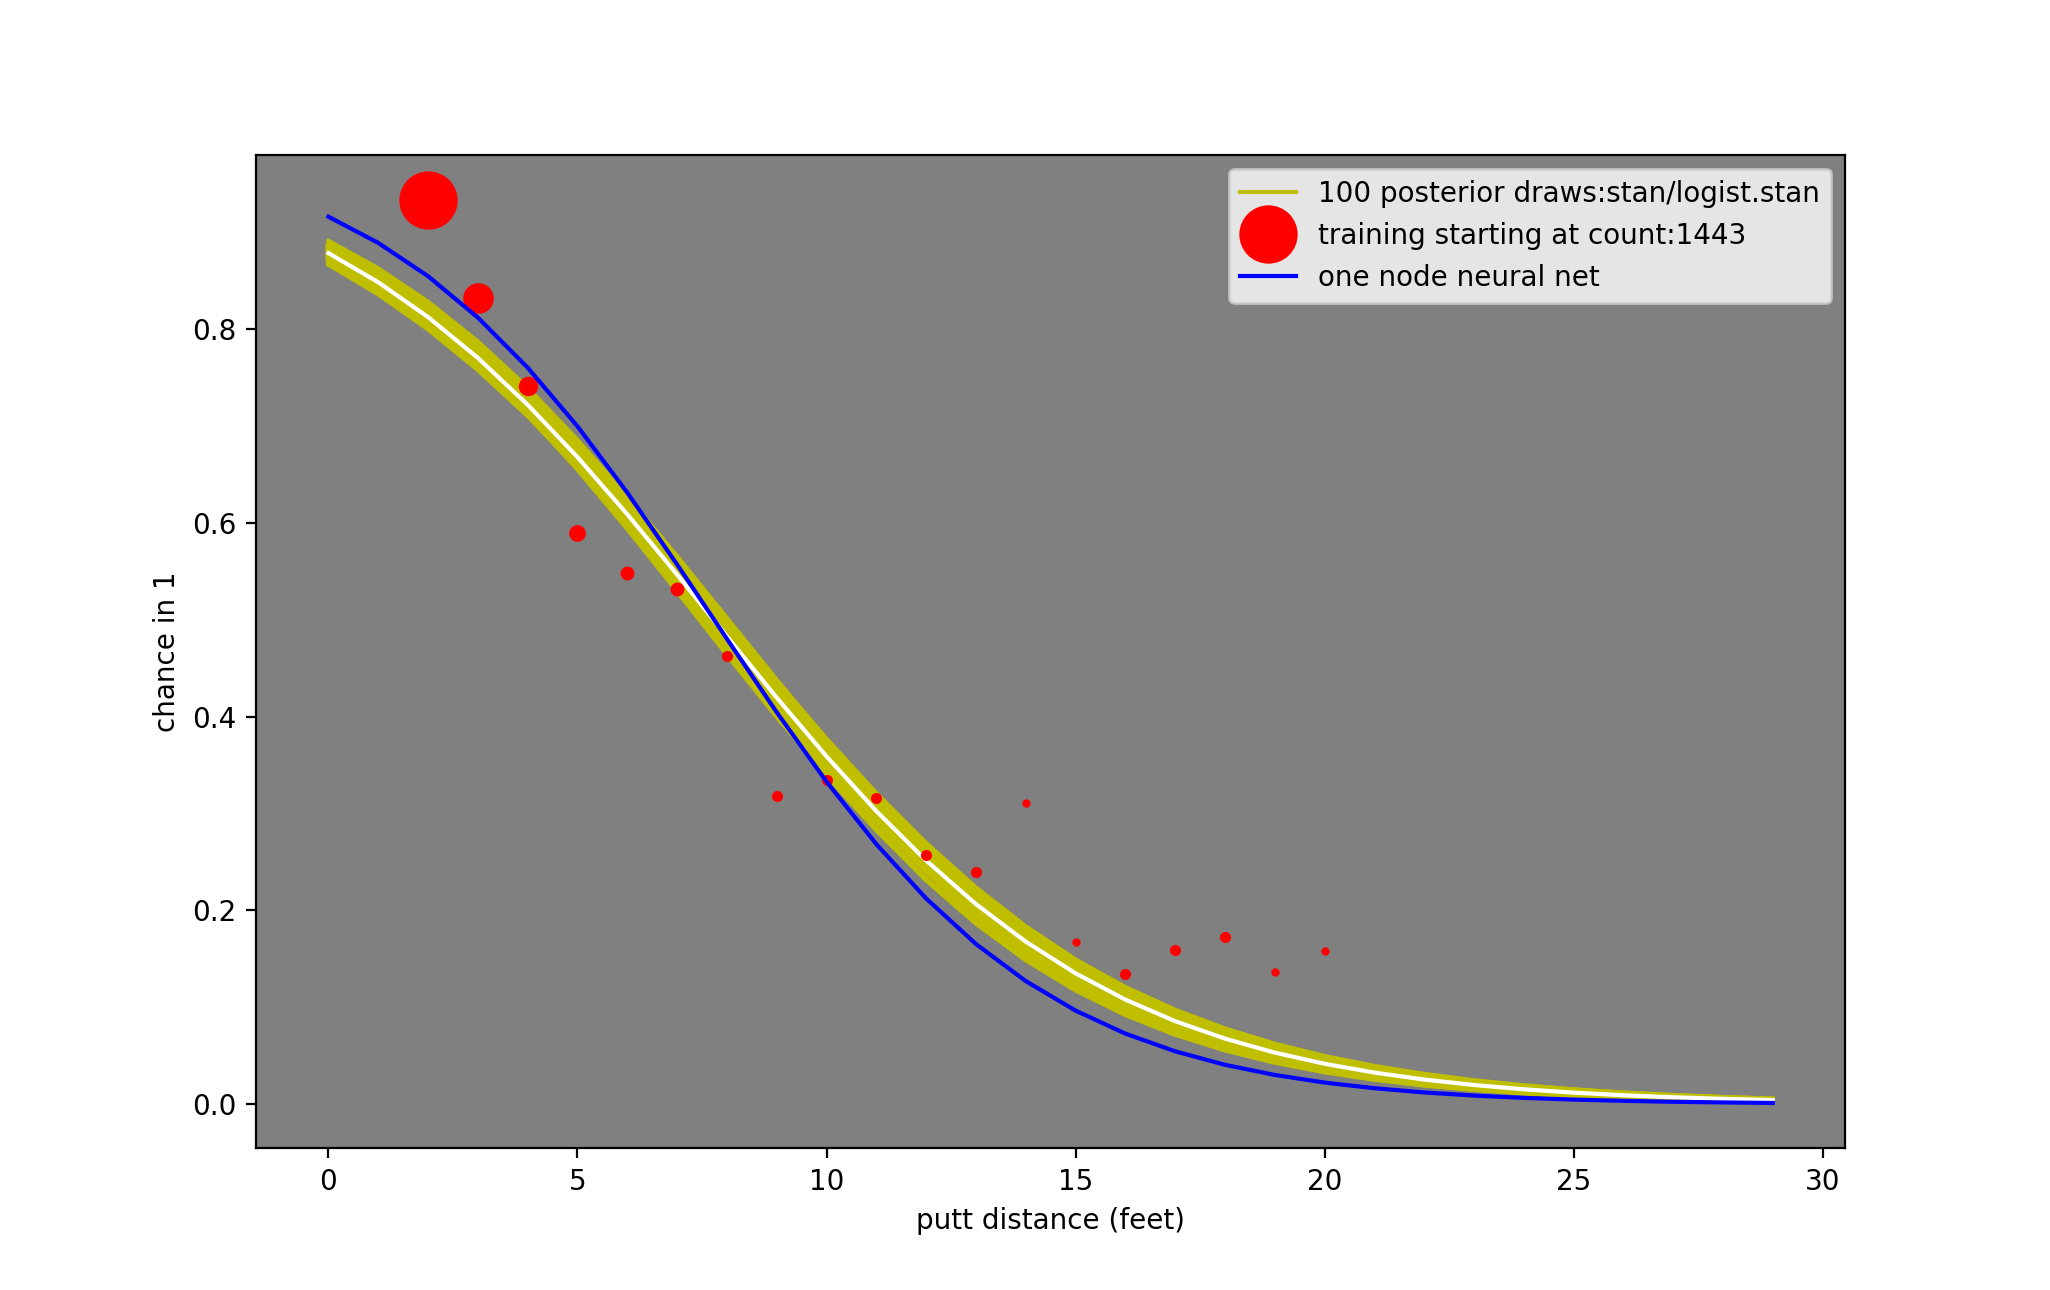 100 posterior draws:stan/logist.stan
training starting at count:1443
one node neural net
chance in 1
0.8
0.6
0.4
0.2
0.0
0 5 10 15 20 25 30
putt distance (feet)